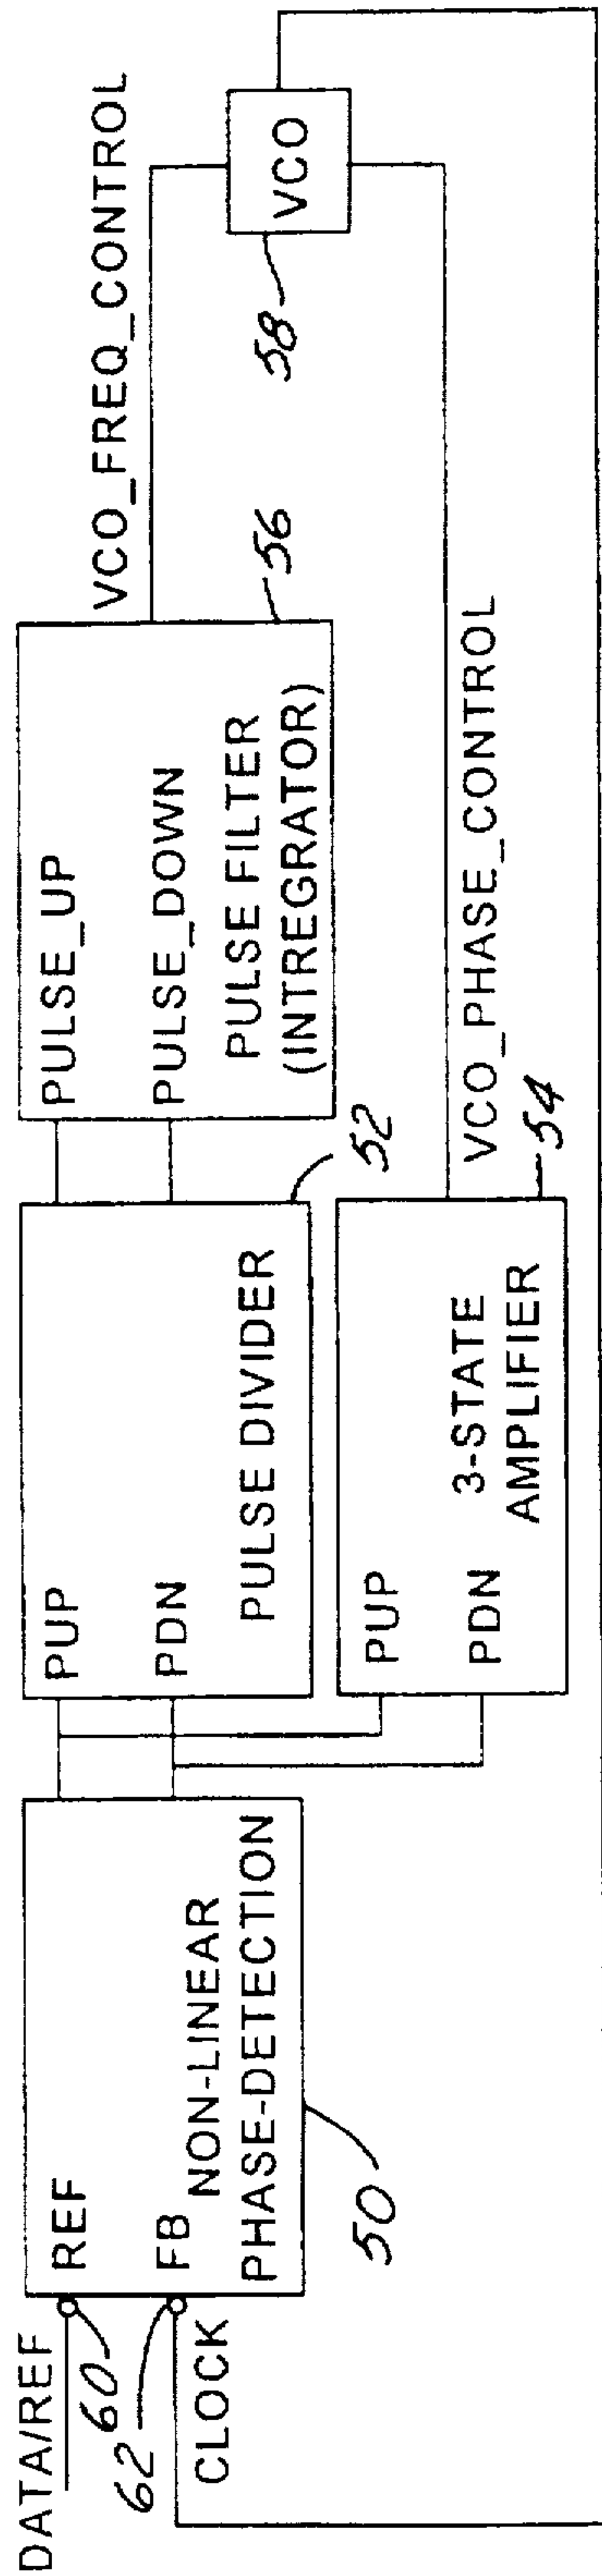 DATA/REF
60
62
CLOCK
REF
FB
NON-LINEAR
PHASE-DETECTION
50
PUP
PDN
PULSE DIVIDER
52
PUP
PDN
3-STATE
AMPLIFIER
54
PULSE_UP
PULSE_DOWN
PULSE FILTER
(INTREGRATOR)
56
VCO_FREQ_CONTROL
VCO_PHASE_CONTROL
58
VCO